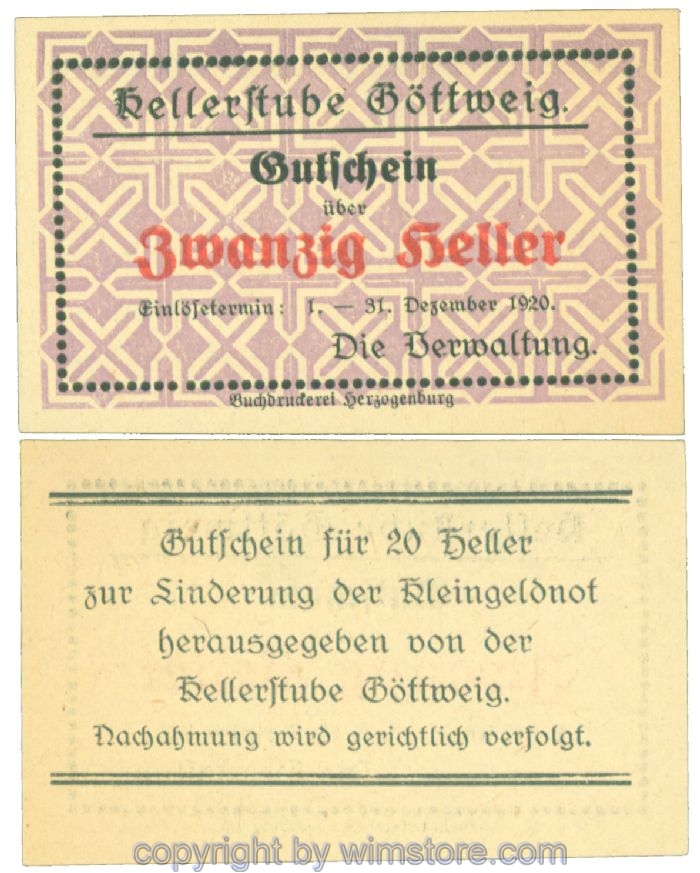 Kellerstube Göttweig.
Gutschein
über
Zwanzig Heller
Einlösetermin: 1. — 31. Dezember 1920.
Die Verwaltung.
Buchdruckerei Herzogenburg
Gutschein für 20 Heller
zur Linderung der Kleingeldnot
herausgegeben von der
Kellerstube Göttweig.
Nachahmung wird gerichtlich verfolgt.
copyright by wimstore.com